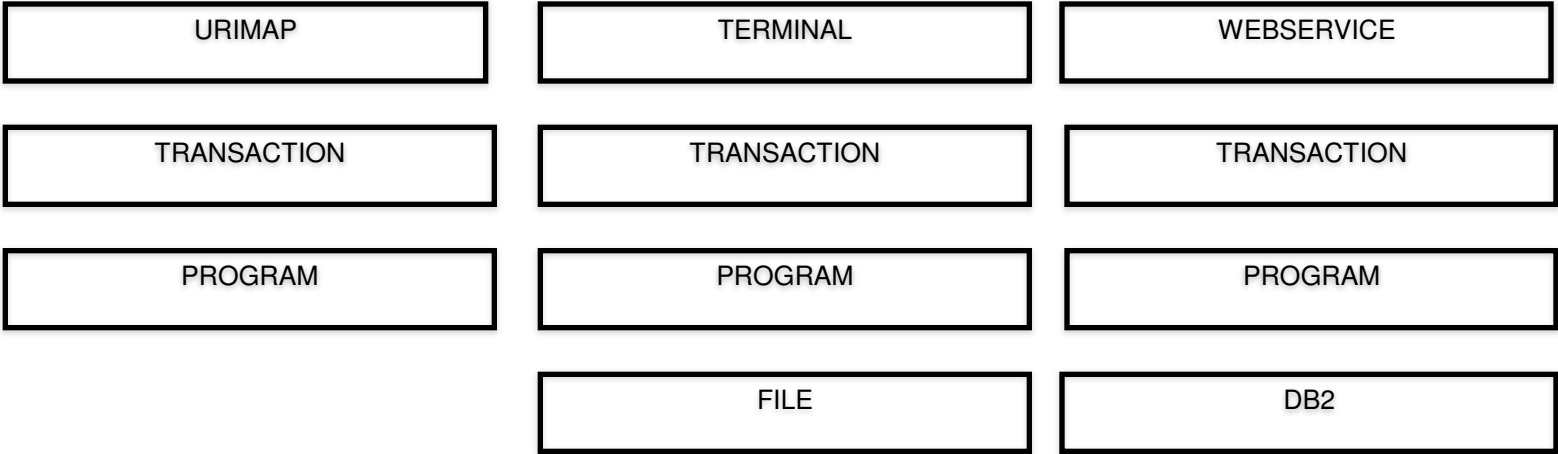 URIMAP
TERMINAL
WEBSERVICE
TRANSACTION
TRANSACTION
TRANSACTION
PROGRAM
PROGRAM
PROGRAM
FILE
DB2